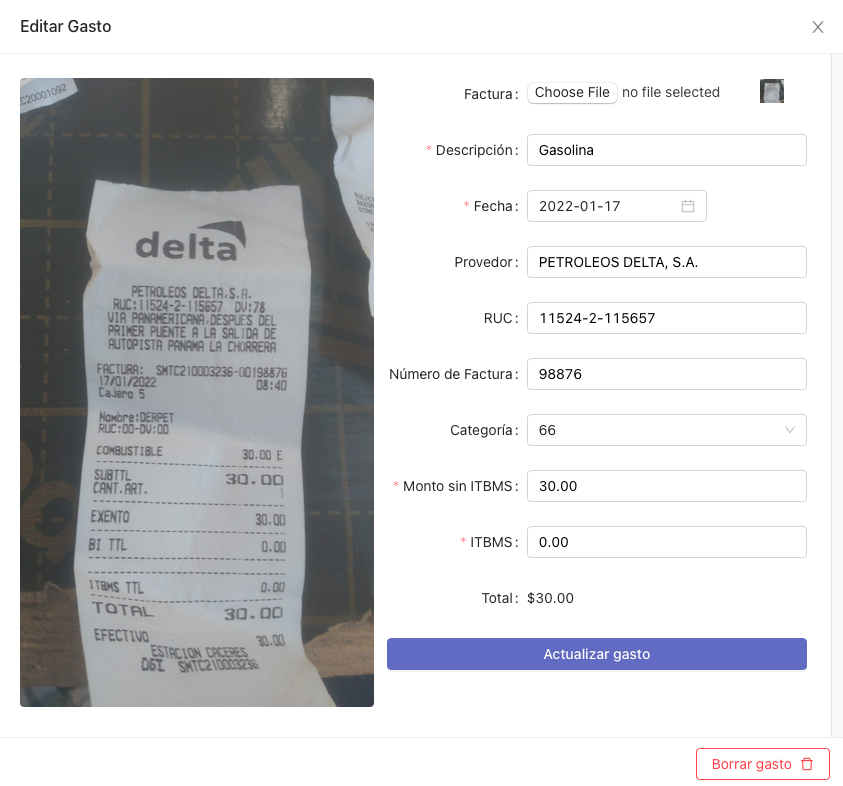 Editar Gasto
C20001092
delta
PETROLEOS DELTA,S.A.
RUC:11524-2-115657 DV:78
VIA PANAMERICANA,DESPUES DEL
PRIMER PUENTE A LA SALIDA DE
AUTOPISTA PANAMA LA CHORRERA
FACTURA: SMTC210003236-00198876
17/01/2022 08:40
Cajero 5
Nombre:DERPET
RUC:00-DV:00
COMBUSTIBLE 30.00 E
SUBTTL 30.00
CANT.ART. 1
EXENTO 30.00
BI TTL 0.00
ITBMS TTL 0.00
TOTAL 30.00
EFECTIVO 30.00
ESTACION CACERES
DGI SMTC210003236
Factura: Choose File no file selected
* Descripción: Gasolina
* Fecha: 2022-01-17
Provedor: PETROLEOS DELTA, S.A.
RUC: 11524-2-115657
Número de Factura: 98876
Categoría: 66
* Monto sin ITBMS: 30.00
* ITBMS: 0.00
Total: $30.00
Actualizar gasto
Borrar gasto